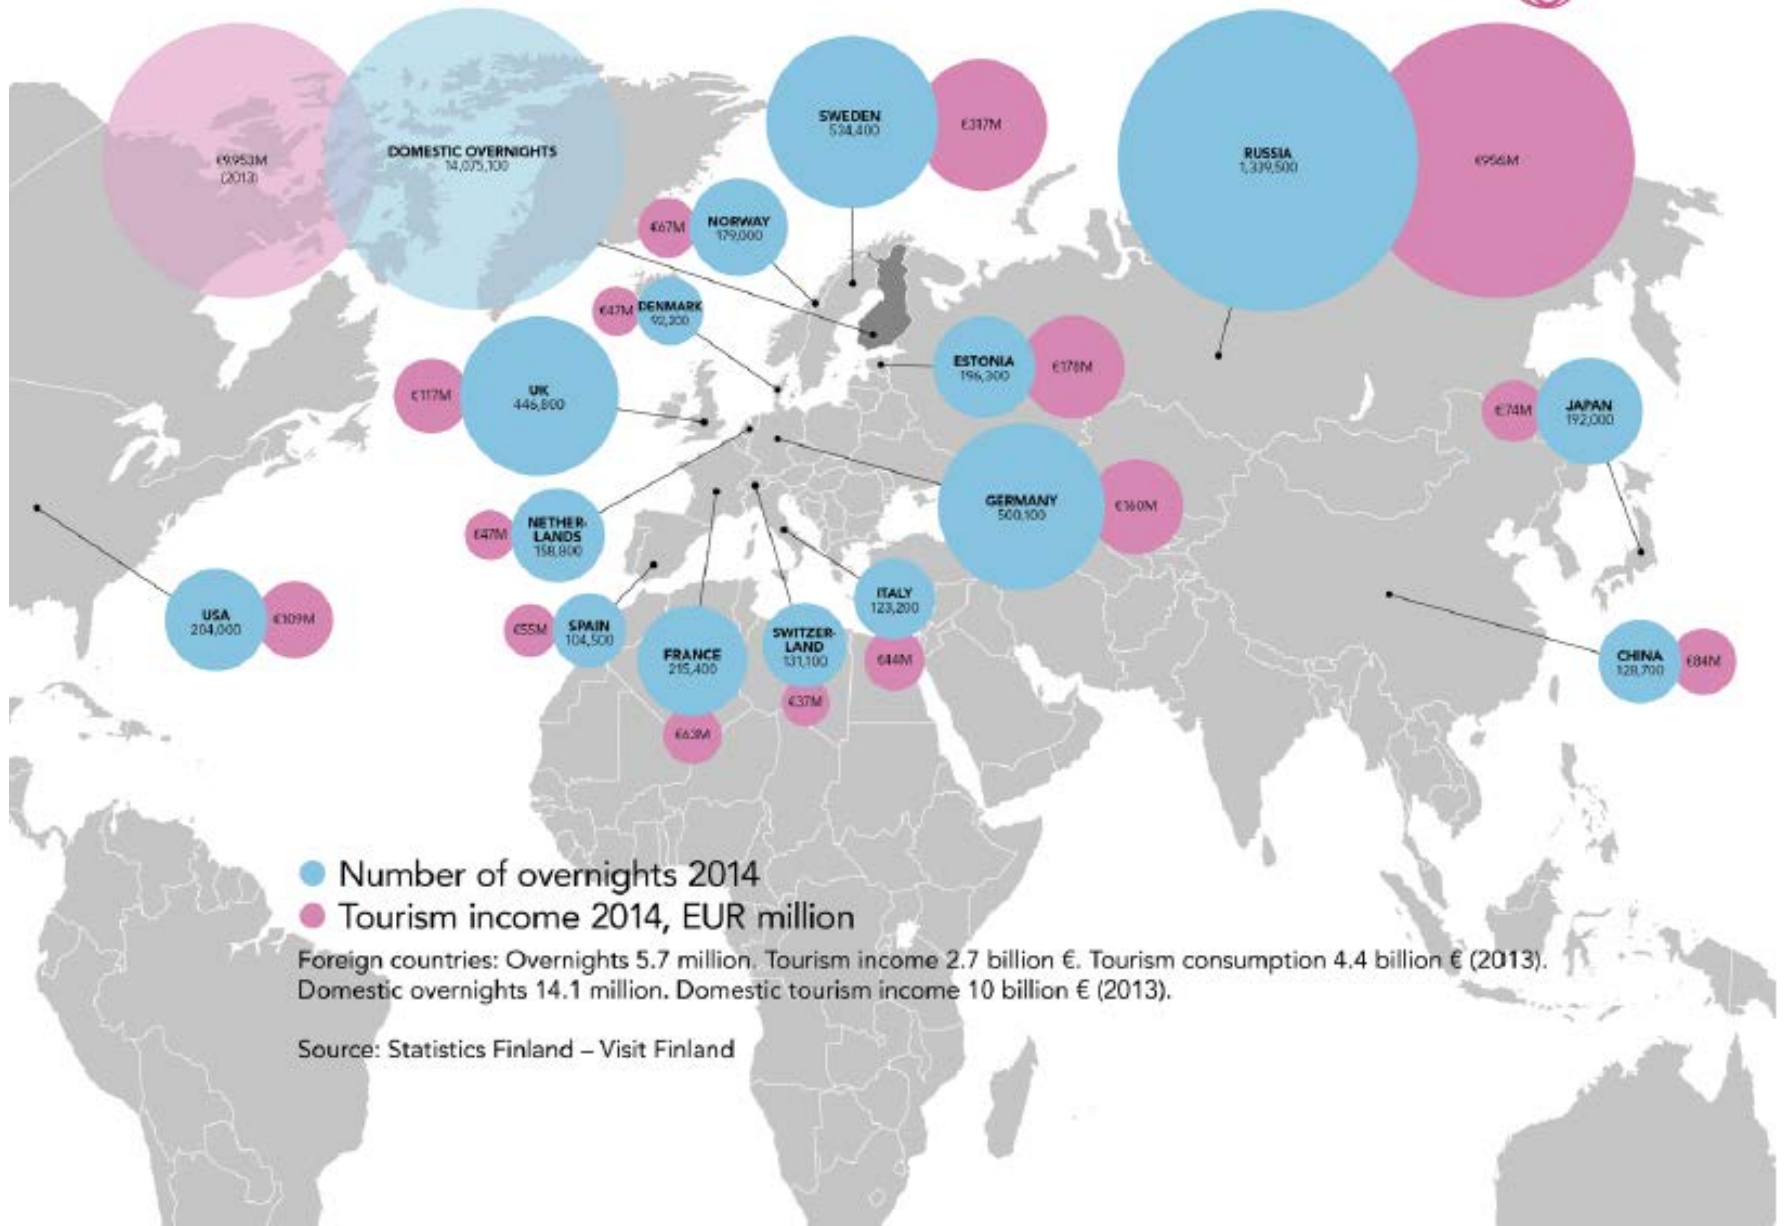 €9953M
(2013)
DOMESTIC OVERNIGHTS
14,075,100
SWEDEN
534,400
€317M
RUSSIA
1,339,500
€956M
€67M
NORWAY
179,000
€47M
DENMARK
92,200
€117M
UK
446,800
ESTONIA
196,300
€178M
€74M
JAPAN
192,000
GERMANY
500,100
€160M
€47M
NETHER-
LANDS
158,800
USA
204,000
€109M
€55M
SPAIN
104,500
FRANCE
215,400
€63M
SWITZER-
LAND
131,100
€37M
ITALY
123,200
€44M
CHINA
128,700
€84M
Number of overnights 2014
Tourism income 2014, EUR million
Foreign countries: Overnights 5.7 million. Tourism income 2.7 billion €. Tourism consumption 4.4 billion € (2013).
Domestic overnights 14.1 million. Domestic tourism income 10 billion € (2013).
Source: Statistics Finland – Visit Finland